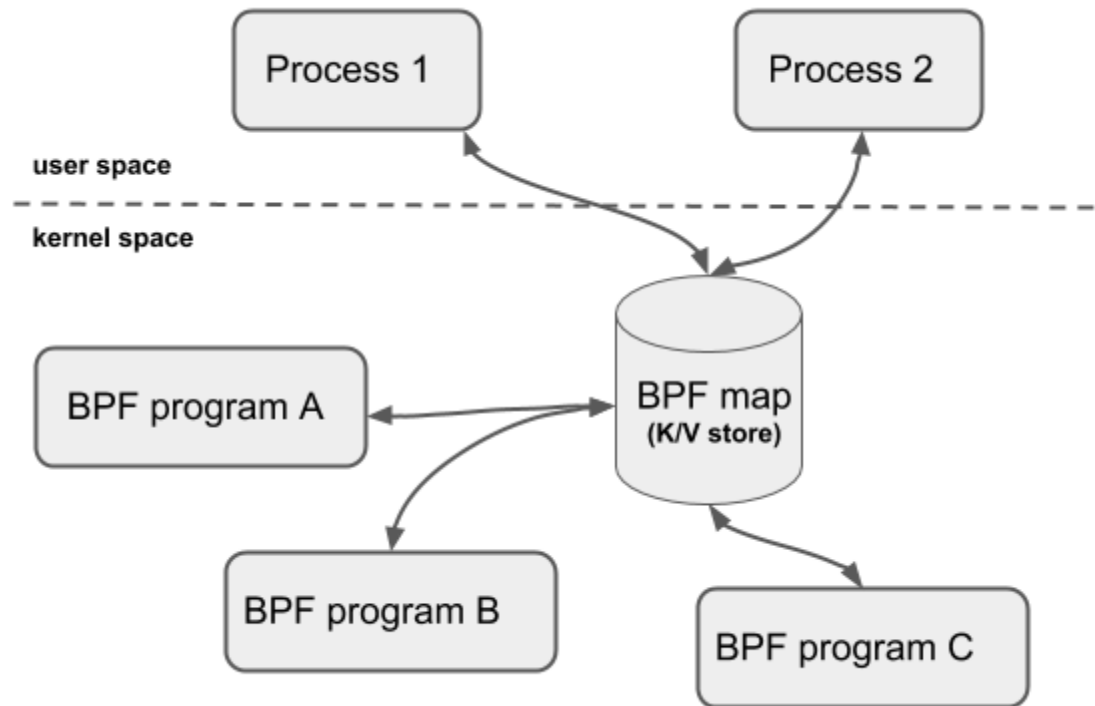 Process 1
Process 2
user space
kernel space
BPF map
(K/V store)
BPF program A
BPF program B
BPF program C